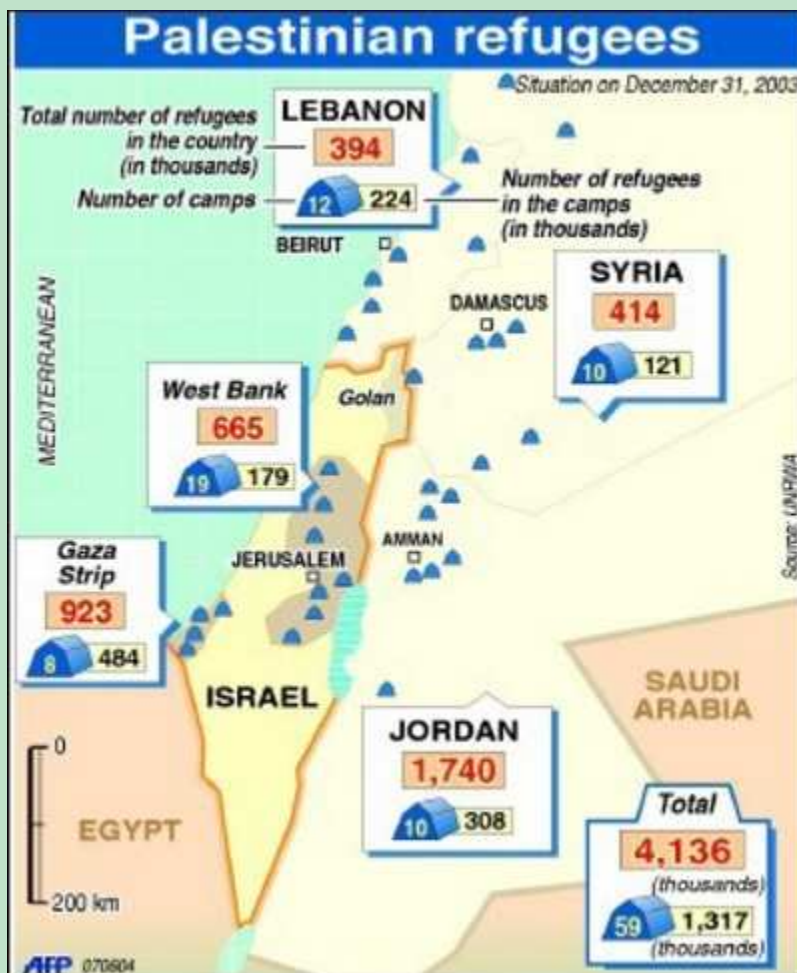 Palestinian refugees
Situation on December 31, 2003
Total number of refugees
in the country
(in thousands)
Number of camps
LEBANON
394
12 224
Number of refugees
in the camps
(in thousands)
BEIRUT
MEDITERRANEAN
DAMASCUS
SYRIA
414
10 121
Golan
West Bank
665
19 179
Source: UNRWA
JERUSALEM
AMMAN
Gaza
Strip
923
8 484
ISRAEL
SAUDI
ARABIA
JORDAN
1,740
10 308
EGYPT
0
200 km
Total
4,136
(thousands)
59 1,317
(thousands)
AFP 070604